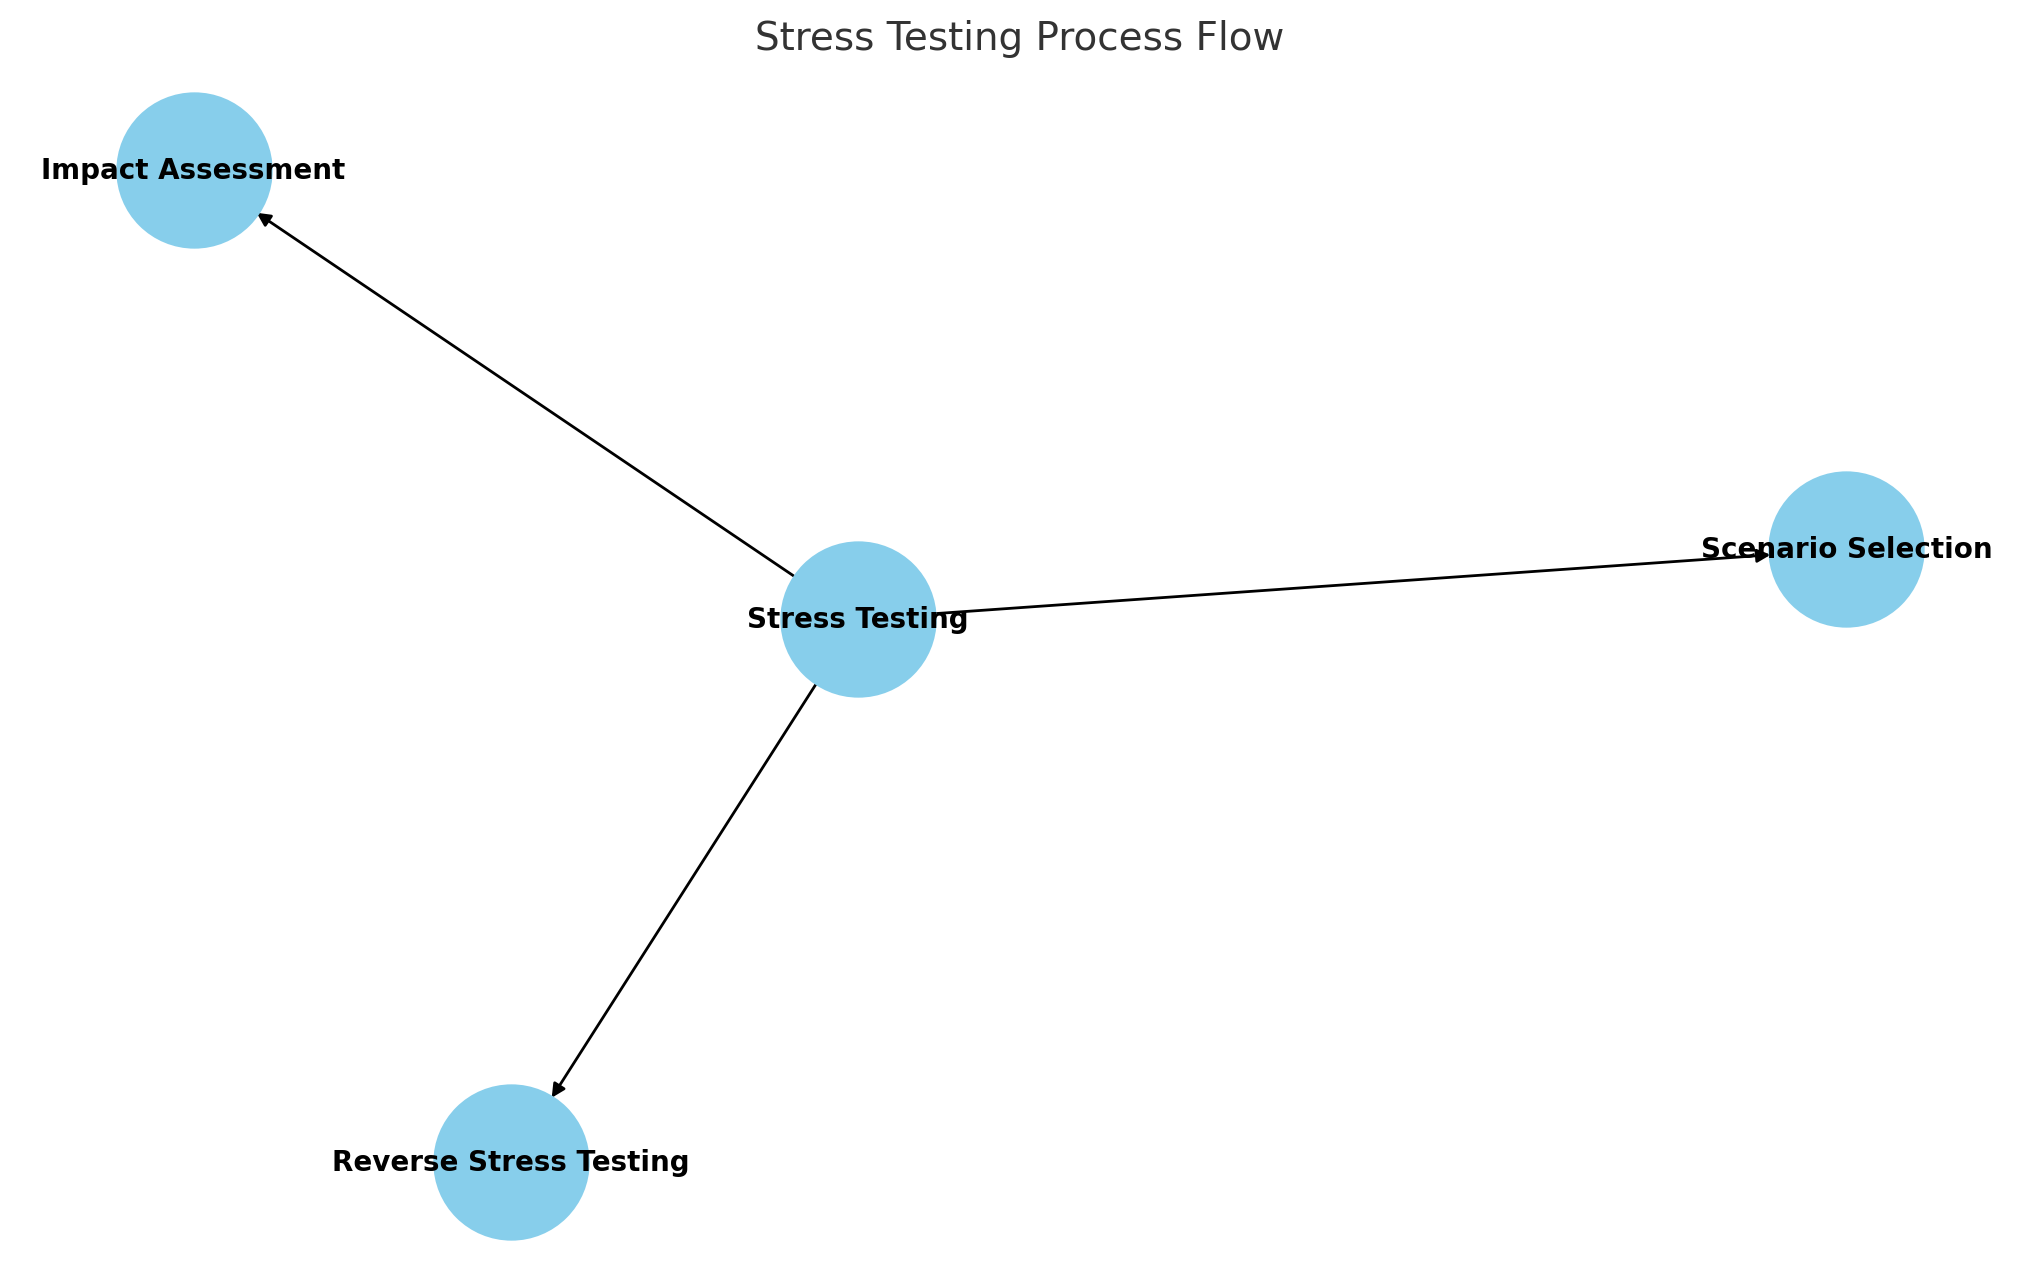 Stress Testing Process Flow
Impact Assessment
Scenario Selection
Stress Testing
Reverse Stress Testing